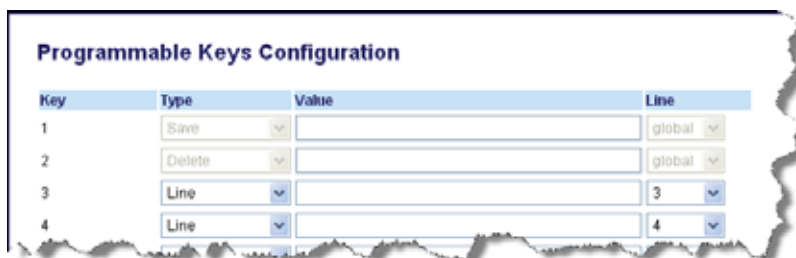 Programmable Keys Configuration
Key Type Value Line
1 Save global
2 Delete global
3 Line 3
4 Line 4